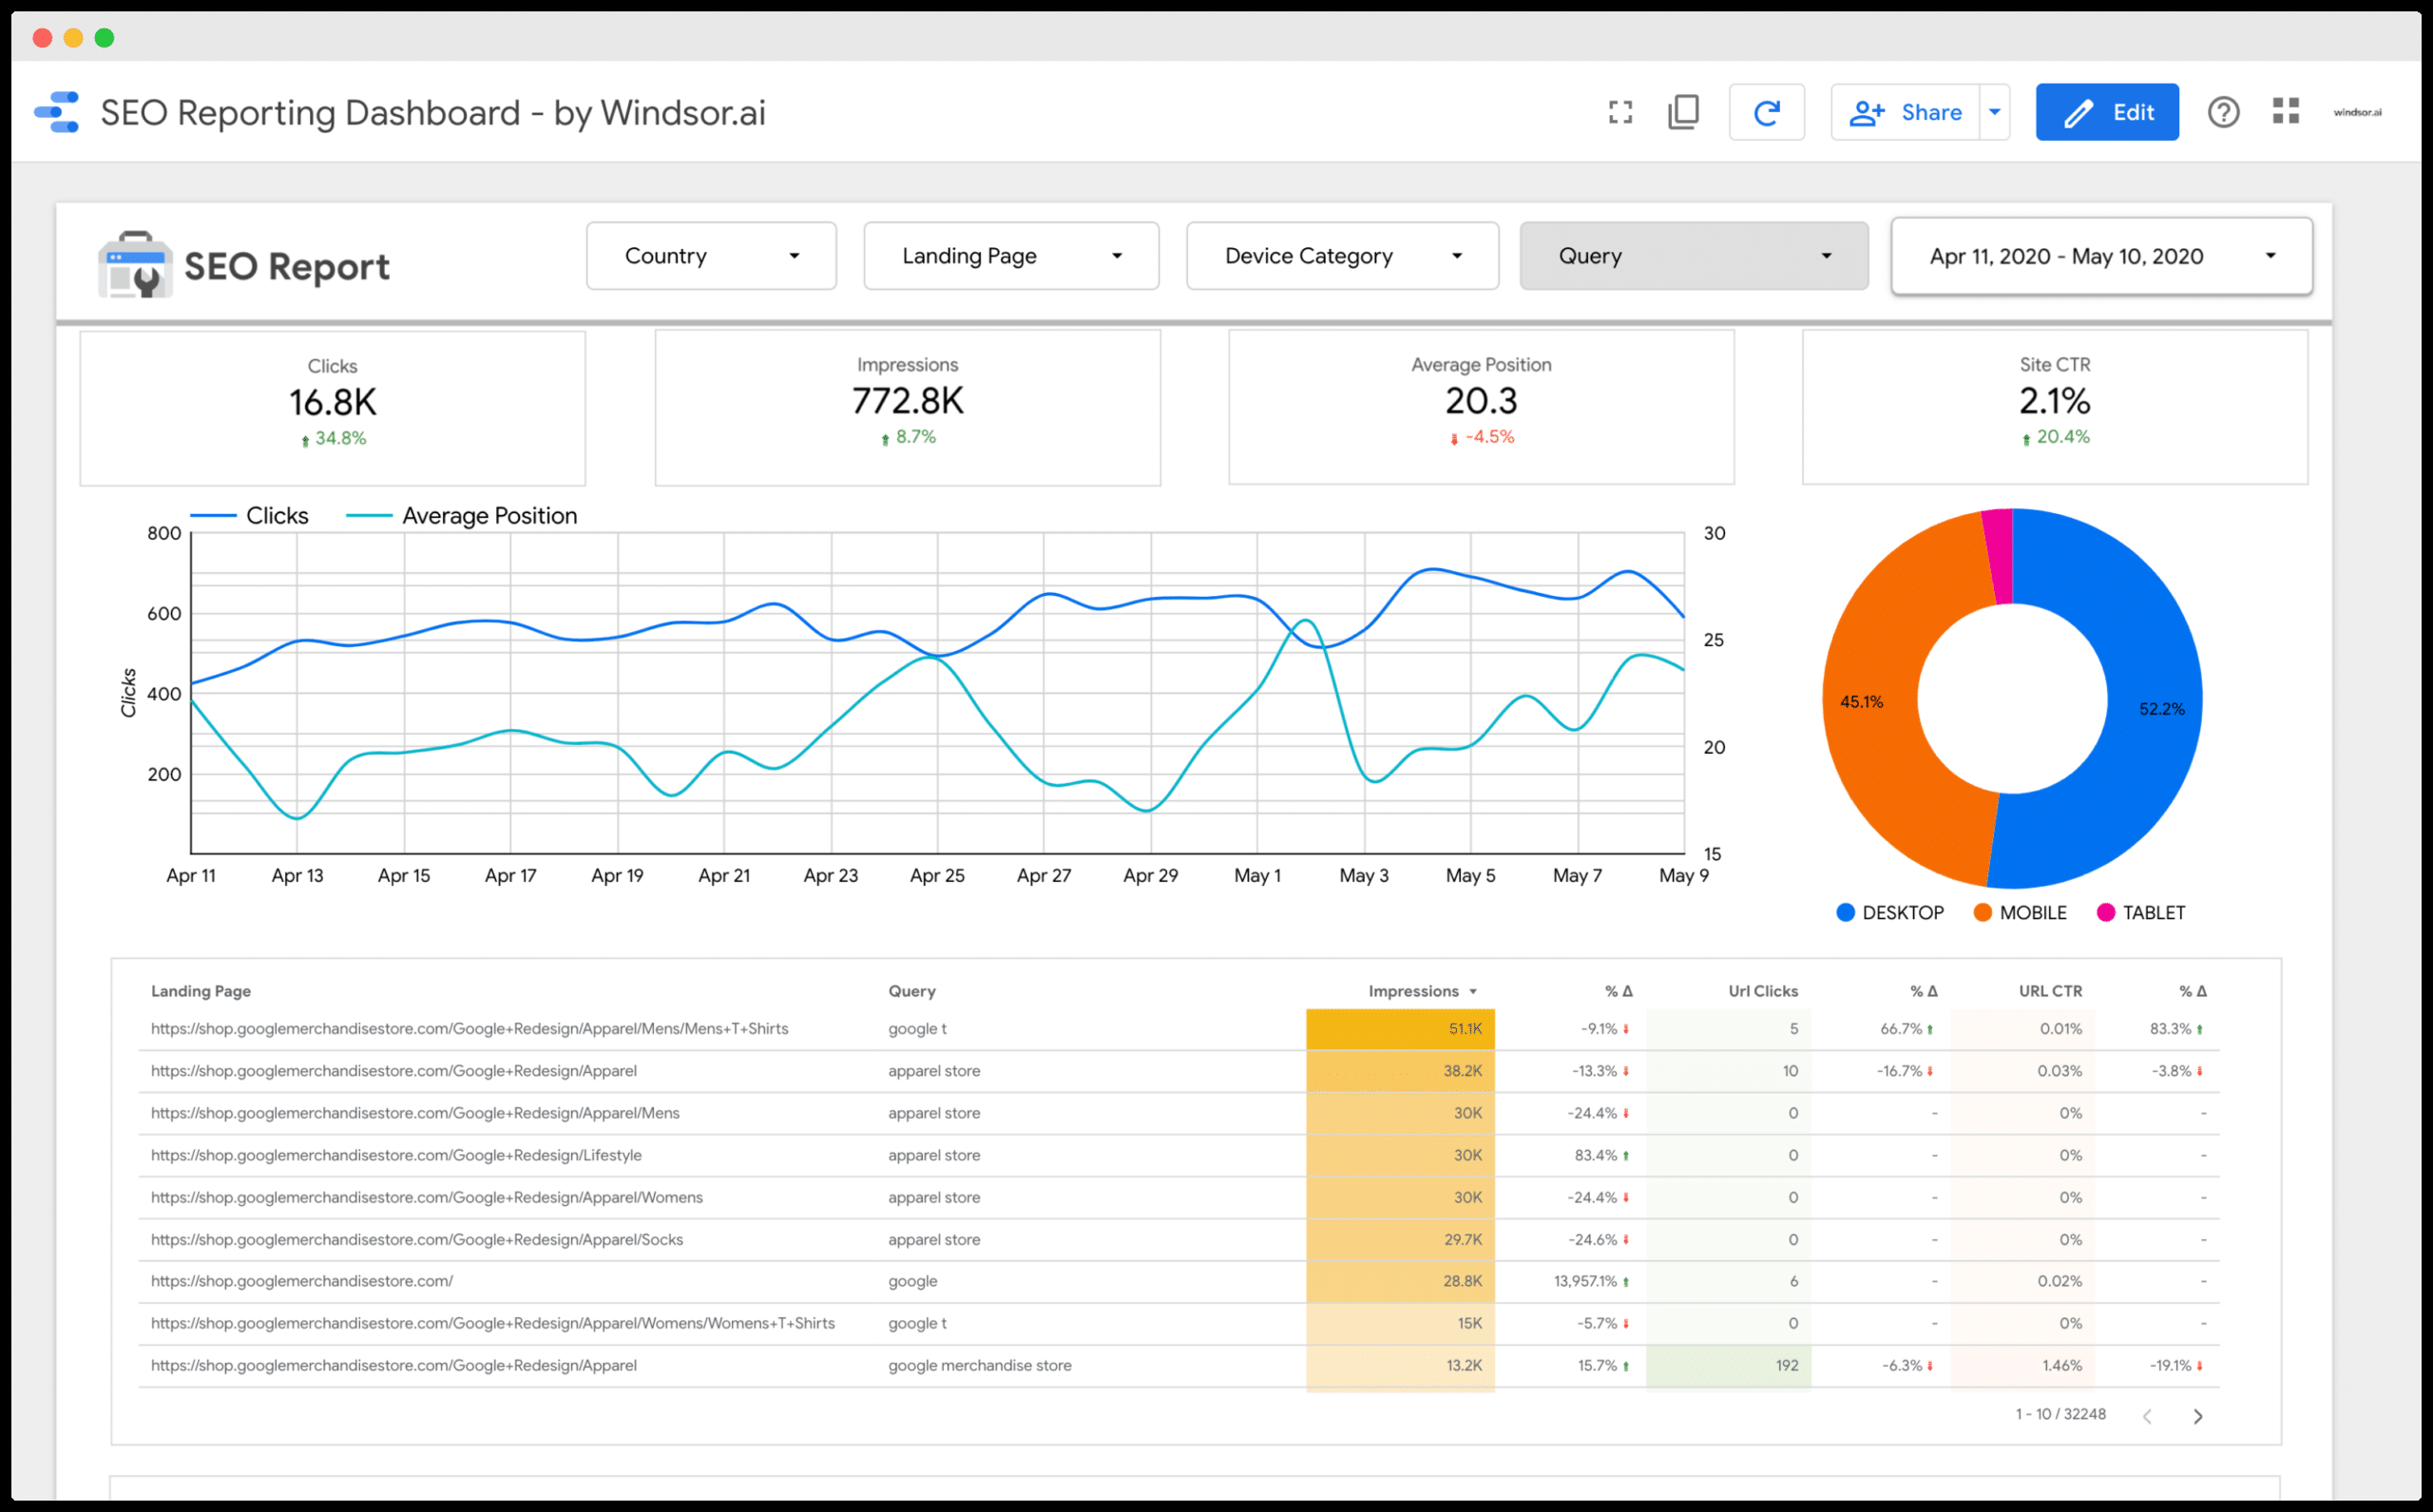 SEO Reporting Dashboard - by Windsor.ai
Share
Edit
windsor.ai
SEO Report
Country
Landing Page
Device Category
Query
Apr 11, 2020 - May 10, 2020
Clicks
16.8K
34.8%
Impressions
772.8K
8.7%
Average Position
20.3
-4.5%
Site CTR
2.1%
20.4%
Clicks Average Position
800
600
400
200
Clicks
30
25
20
15
Apr 11 Apr 13 Apr 15 Apr 17 Apr 19 Apr 21 Apr 23 Apr 25 Apr 27 Apr 29 May 1 May 3 May 5 May 7 May 9
45.1%
52.2%
DESKTOP MOBILE TABLET
Landing Page Query Impressions % Δ Url Clicks % Δ URL CTR % Δ
https://shop.googlemerchandisestore.com/Google+Redesign/Apparel/Mens/Mens+T+Shirts google t 51.1K -9.1% 5 66.7% 0.01% 83.3%
https://shop.googlemerchandisestore.com/Google+Redesign/Apparel apparel store 38.2K -13.3% 10 -16.7% 0.03% -3.8%
https://shop.googlemerchandisestore.com/Google+Redesign/Apparel/Mens apparel store 30K -24.4% 0 - 0% -
https://shop.googlemerchandisestore.com/Google+Redesign/Lifestyle apparel store 30K 83.4% 0 - 0% -
https://shop.googlemerchandisestore.com/Google+Redesign/Apparel/Womens apparel store 30K -24.4% 0 - 0% -
https://shop.googlemerchandisestore.com/Google+Redesign/Apparel/Socks apparel store 29.7K -24.6% 0 - 0% -
https://shop.googlemerchandisestore.com/ google 28.8K 13,957.1% 6 - 0.02% -
https://shop.googlemerchandisestore.com/Google+Redesign/Apparel/Womens/Womens+T+Shirts google t 15K -5.7% 0 - 0% -
https://shop.googlemerchandisestore.com/Google+Redesign/Apparel google merchandise store 13.2K 15.7% 192 -6.3% 1.46% -19.1%
1 - 10 / 32248